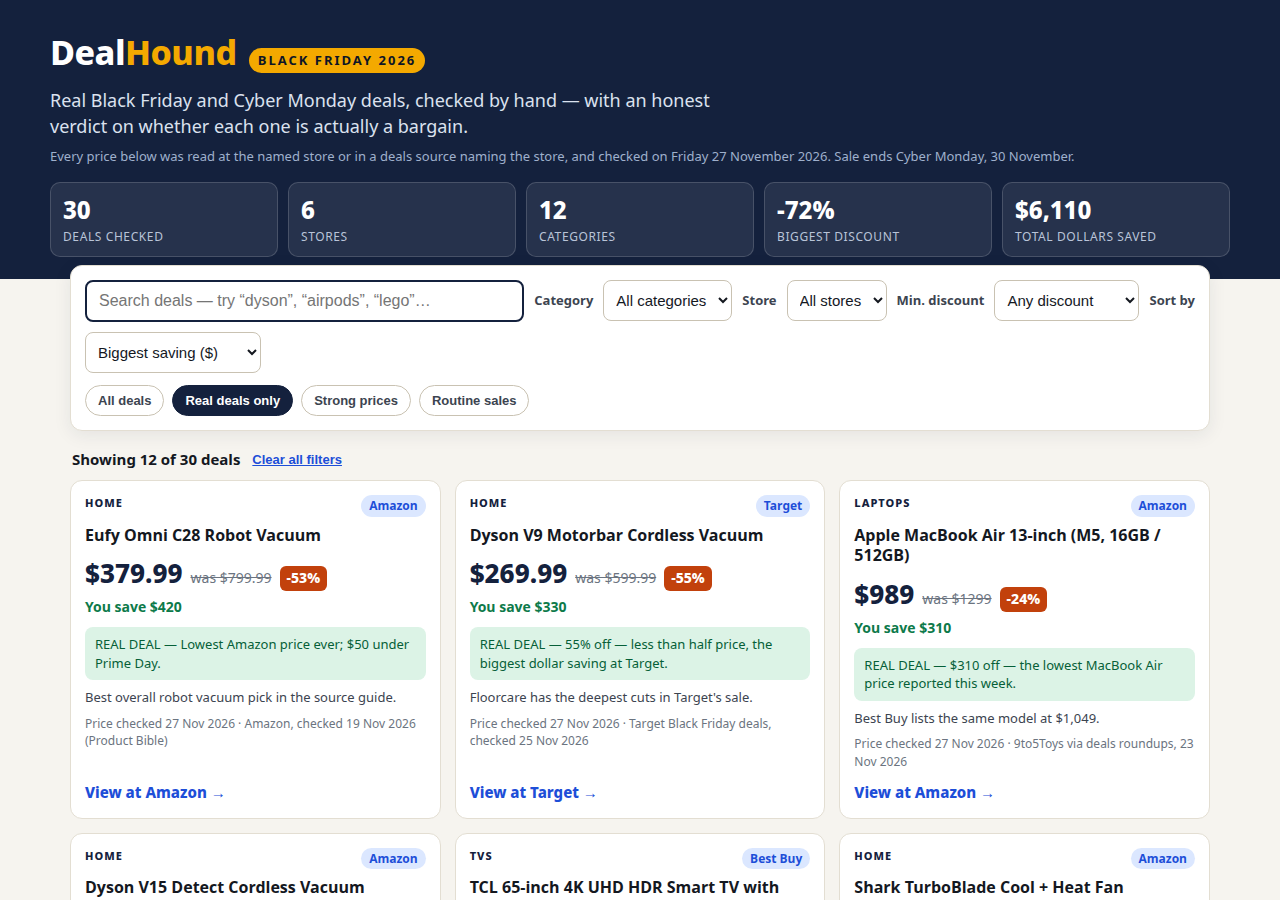 DealHound BLACK FRIDAY 2026
Real Black Friday and Cyber Monday deals, checked by hand — with an honest
verdict on whether each one is actually a bargain.
Every price below was read at the named store or in a deals source naming the store, and checked on Friday 27 November 2026. Sale ends Cyber Monday, 30 November.
30
DEALS CHECKED
6
STORES
12
CATEGORIES
-72%
BIGGEST DISCOUNT
$6,110
TOTAL DOLLARS SAVED
Search deals — try “dyson”, “airpods”, “lego”… Category All categories Store All stores Min. discount Any discount Sort by
Biggest saving ($)
All deals Real deals only Strong prices Routine sales
Showing 12 of 30 deals Clear all filters
HOME Amazon
Eufy Omni C28 Robot Vacuum
$379.99 was $799.99 -53%
You save $420
REAL DEAL — Lowest Amazon price ever; $50 under
Prime Day.
Best overall robot vacuum pick in the source guide.
Price checked 27 Nov 2026 · Amazon, checked 19 Nov 2026
(Product Bible)
View at Amazon →
HOME Target
Dyson V9 Motorbar Cordless Vacuum
$269.99 was $599.99 -55%
You save $330
REAL DEAL — 55% off — less than half price, the
biggest dollar saving at Target.
Floorcare has the deepest cuts in Target's sale.
Price checked 27 Nov 2026 · Target Black Friday deals,
checked 25 Nov 2026
View at Target →
LAPTOPS Amazon
Apple MacBook Air 13-inch (M5, 16GB /
512GB)
$989 was $1299 -24%
You save $310
REAL DEAL — $310 off — the lowest MacBook Air
price reported this week.
Best Buy lists the same model at $1,049.
Price checked 27 Nov 2026 · 9to5Toys via deals roundups, 23
Nov 2026
View at Amazon →
HOME Amazon
Dyson V15 Detect Cordless Vacuum
TVS Best Buy
TCL 65-inch 4K UHD HDR Smart TV with
HOME Amazon
Shark TurboBlade Cool + Heat Fan